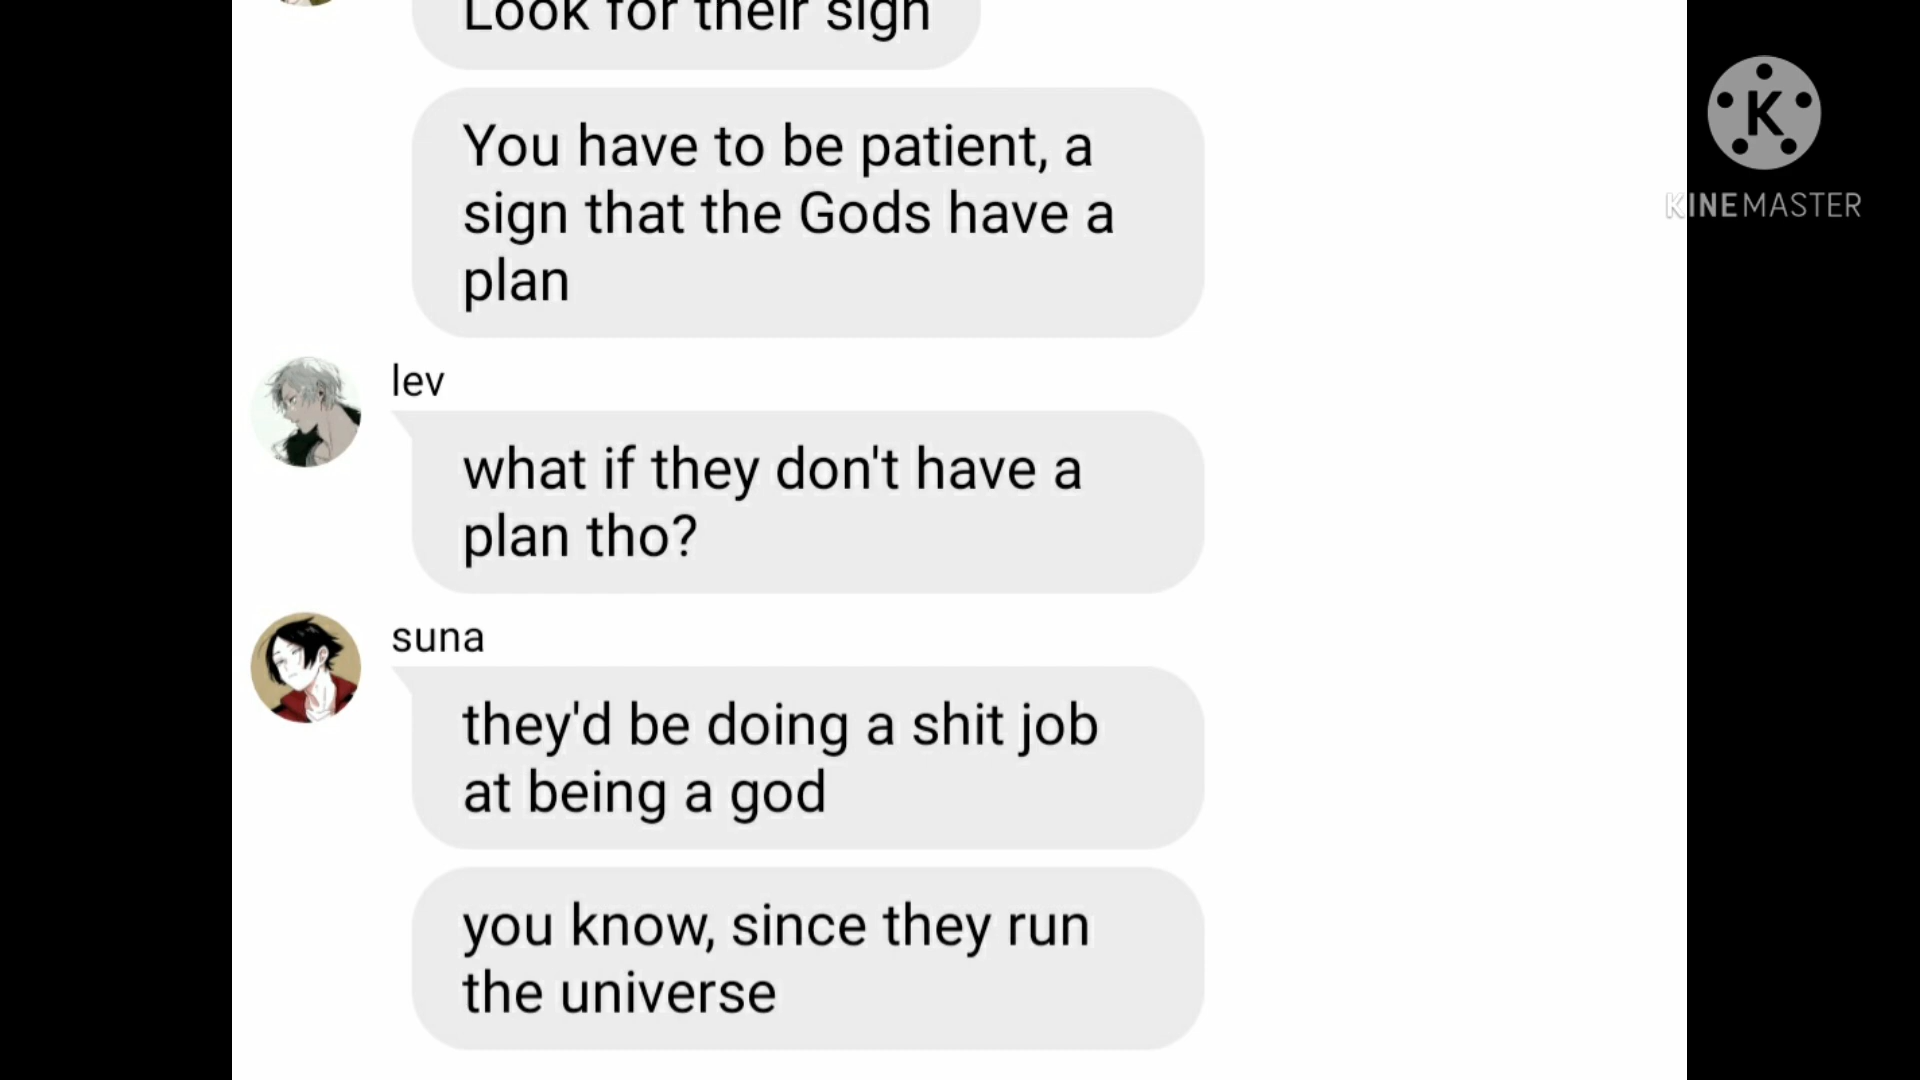 Look for their sign
You have to be patient, a
sign that the Gods have a
plan
lev
what if they don't have a
plan tho?
suna
they'd be doing a shit job
at being a god
you know, since they run
the universe
K
KINEMASTER